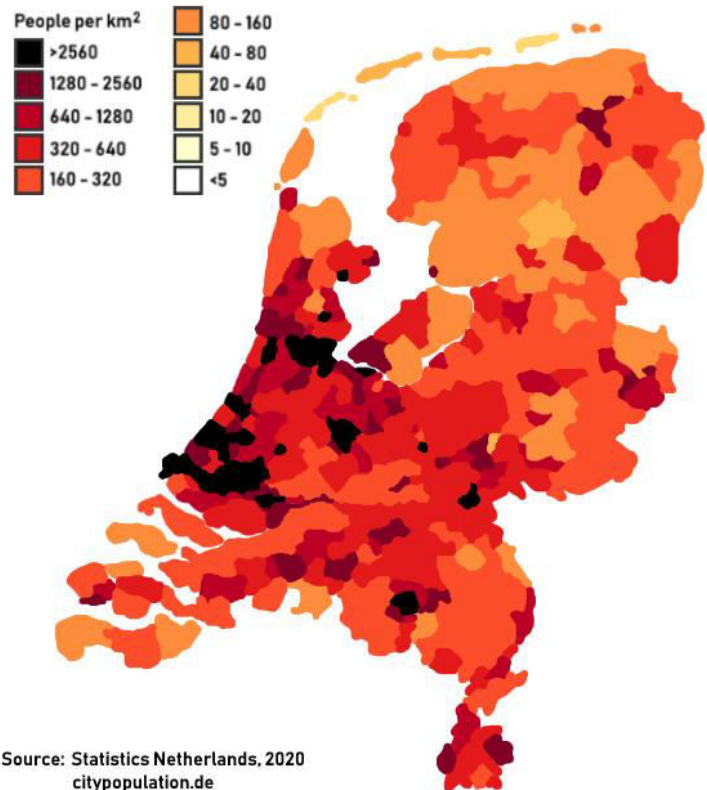 People per km²
>2560
1280 - 2560
640 - 1280
320 - 640
160 - 320
80 - 160
40 - 80
20 - 40
10 - 20
5 - 10
<5
Source: Statistics Netherlands, 2020
citypopulation.de